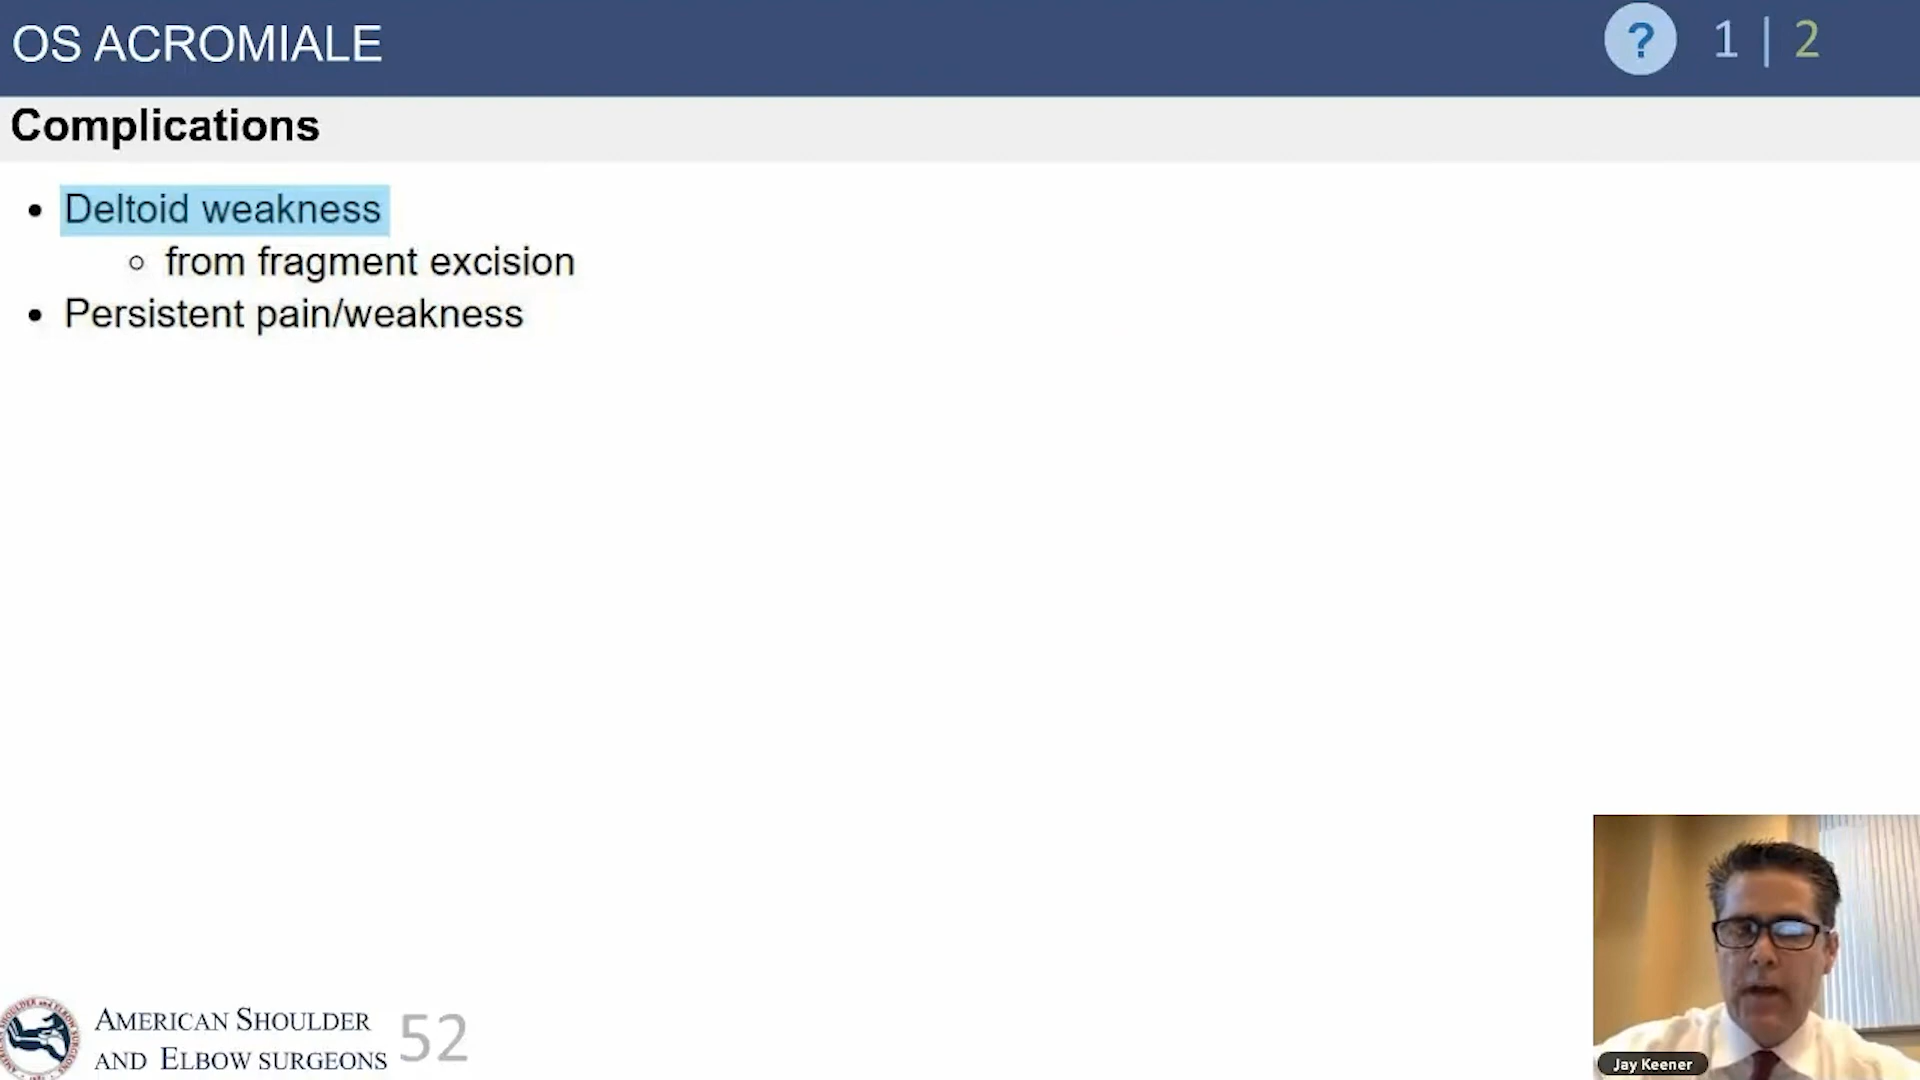 OS ACROMIALE
? 1 | 2
Complications
• Deltoid weakness
○ from fragment excision
• Persistent pain/weakness
AMERICAN SHOULDER
AND ELBOW SURGEONS
52
Jay Keener